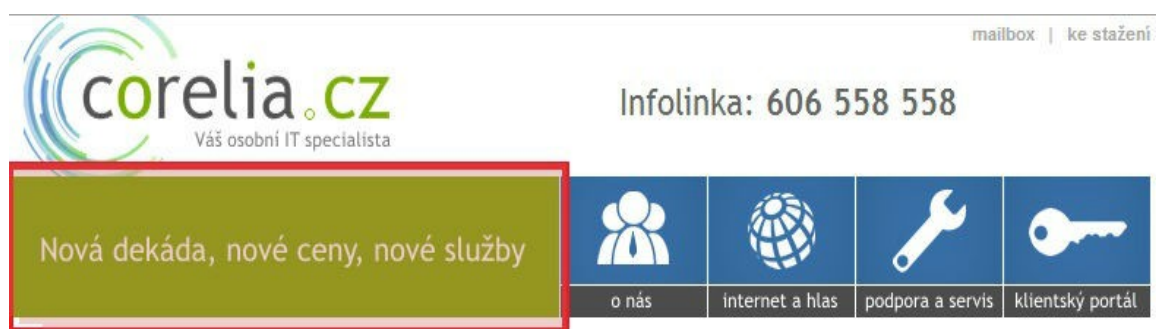 mailbox | ke stažení
corelia.cz
Váš osobní IT specialista
Infolinka: 606 558 558
Nová dekáda, nové ceny, nové služby
o nás
internet a hlas
podpora a servis
klientský portál